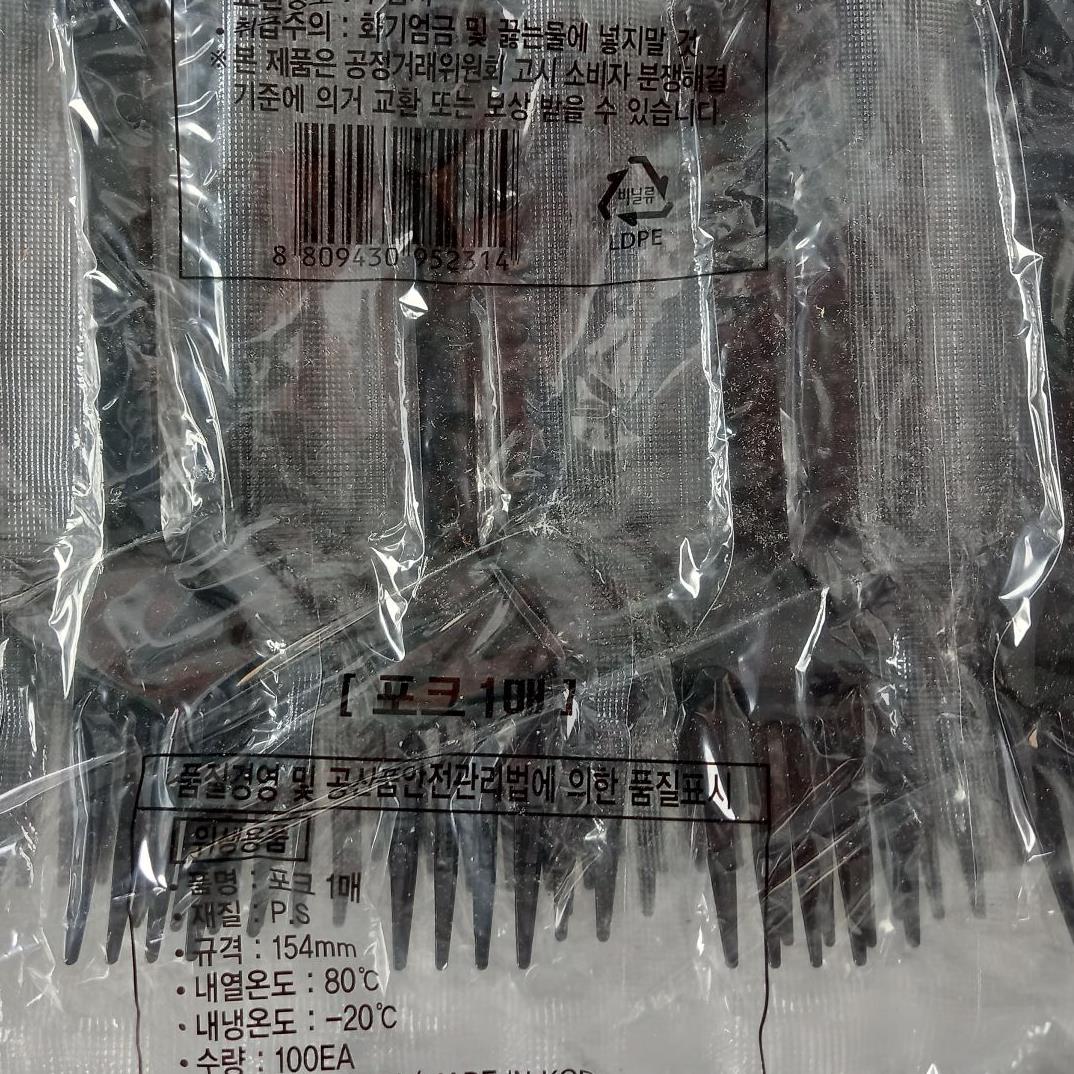 • 취급주의 : 화기엄금 및 끓는물에 넣지말 것
※ 본 제품은 공정거래위원회 고시 소비자 분쟁해결
기준에 의거 교환 또는 보상 받을 수 있습니다.
비닐류
LDPE
8 809430 952314
[ 포크 1매 ]
품질경영 및 공산품안전관리법에 의한 품질표시
위생용품
• 품명 : 포크 1매
• 재질 : P.S
• 규격 : 154mm
• 내열온도 : 80℃
• 내냉온도 : -20℃
• 수량 : 100EA